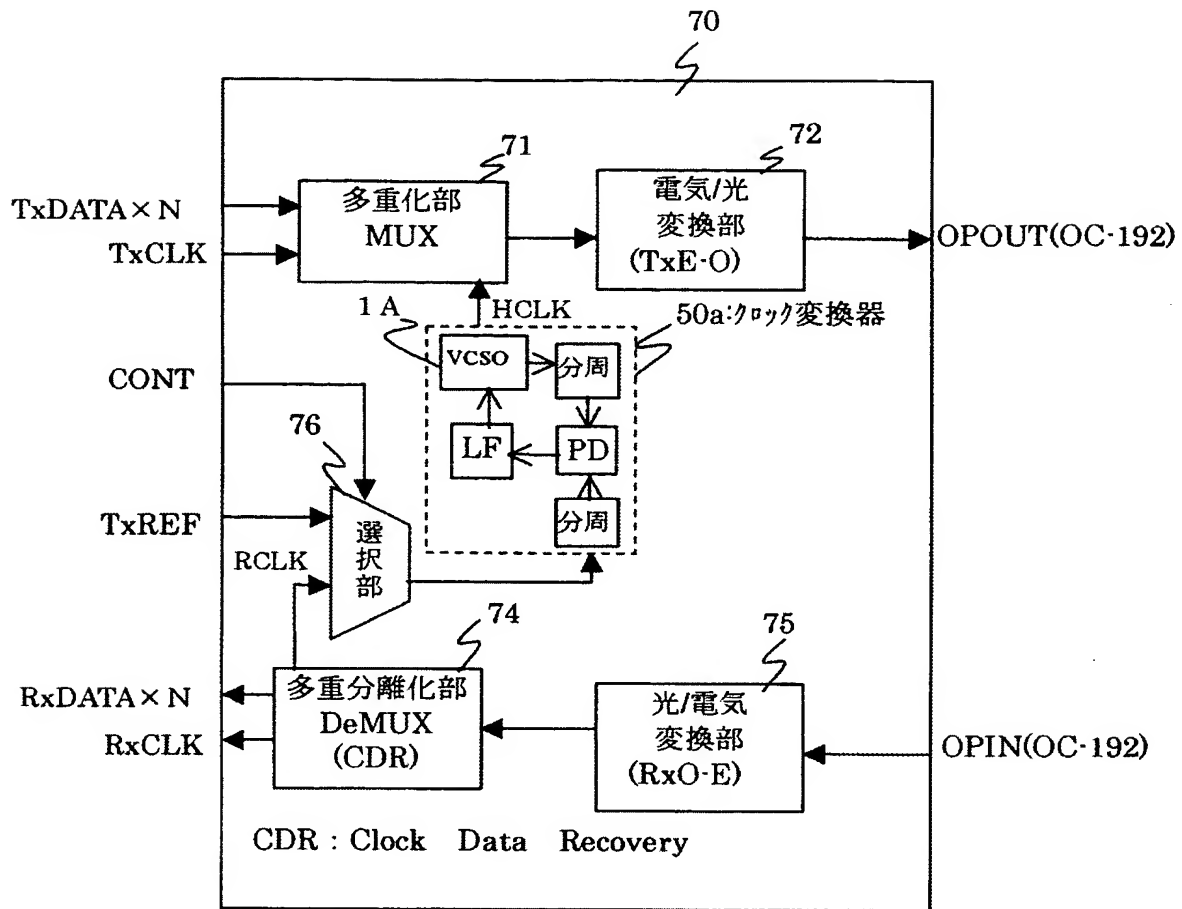 70
71
72
TxDATA×N
TxCLK
多重化部
MUX
電気/光
変換部
(TxE-O)
OPOUT(OC-192)
1A
HCLK
50a:クロック変換器
VCSO
分周
CONT
LF
PD
76
分周
TxREF
RCLK
選択部
74
75
RxDATA×N
RxCLK
多重分離化部
DeMUX
(CDR)
光/電気
変換部
(RxO-E)
OPIN(OC-192)
CDR : Clock Data Recovery